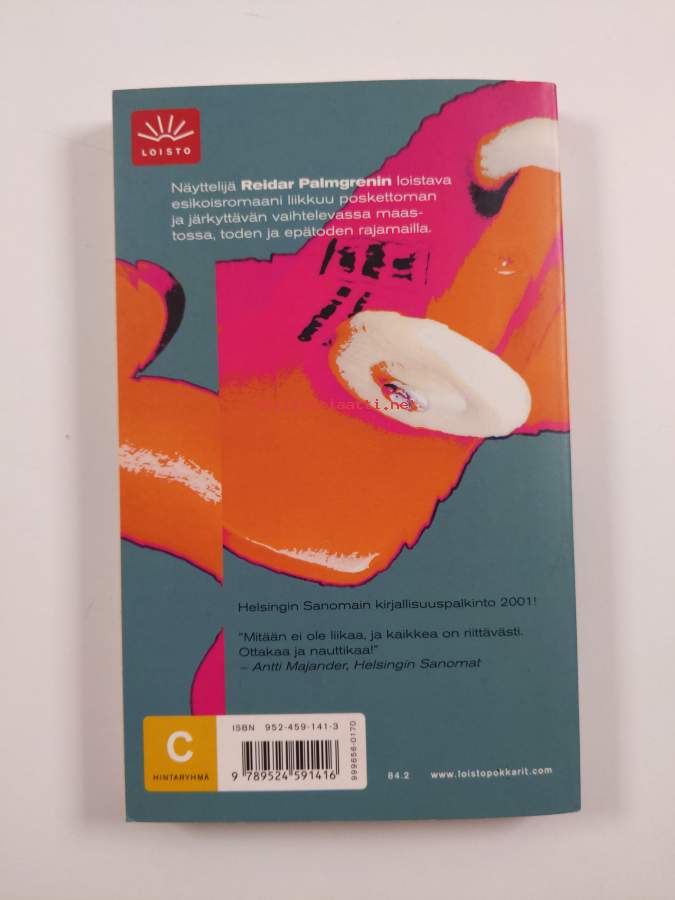 LOISTO
Näyttelijä Reidar Palmgrenin loistava
esikoisromaani liikkuu poskettoman
ja järkyttävän vaihtelevassa maas-
tossa, toden ja epätoden rajamailla.
Helsingin Sanomain kirjallisuuspalkinto 2001!
"Mitään ei ole liikaa, ja kaikkea on riittävästi.
Ottakaa ja nauttikaa!"
– Antti Majander, Helsingin Sanomat
C
HINTARYHMÄ
ISBN 952-459-141-3
9 789524 591416
999656-0170
84.2
www.loistopokkarit.com